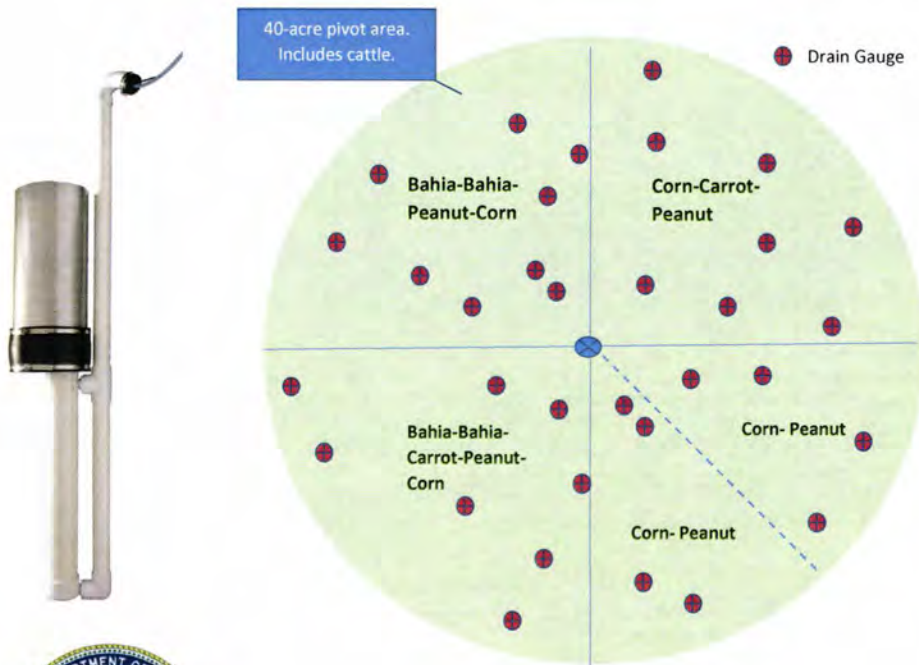 40-acre pivot area.
Includes cattle.
Drain Gauge
Bahia-Bahia-
Peanut-Corn
Corn-Carrot-
Peanut
Bahia-Bahia-
Carrot-Peanut-
Corn
Corn- Peanut
Corn- Peanut